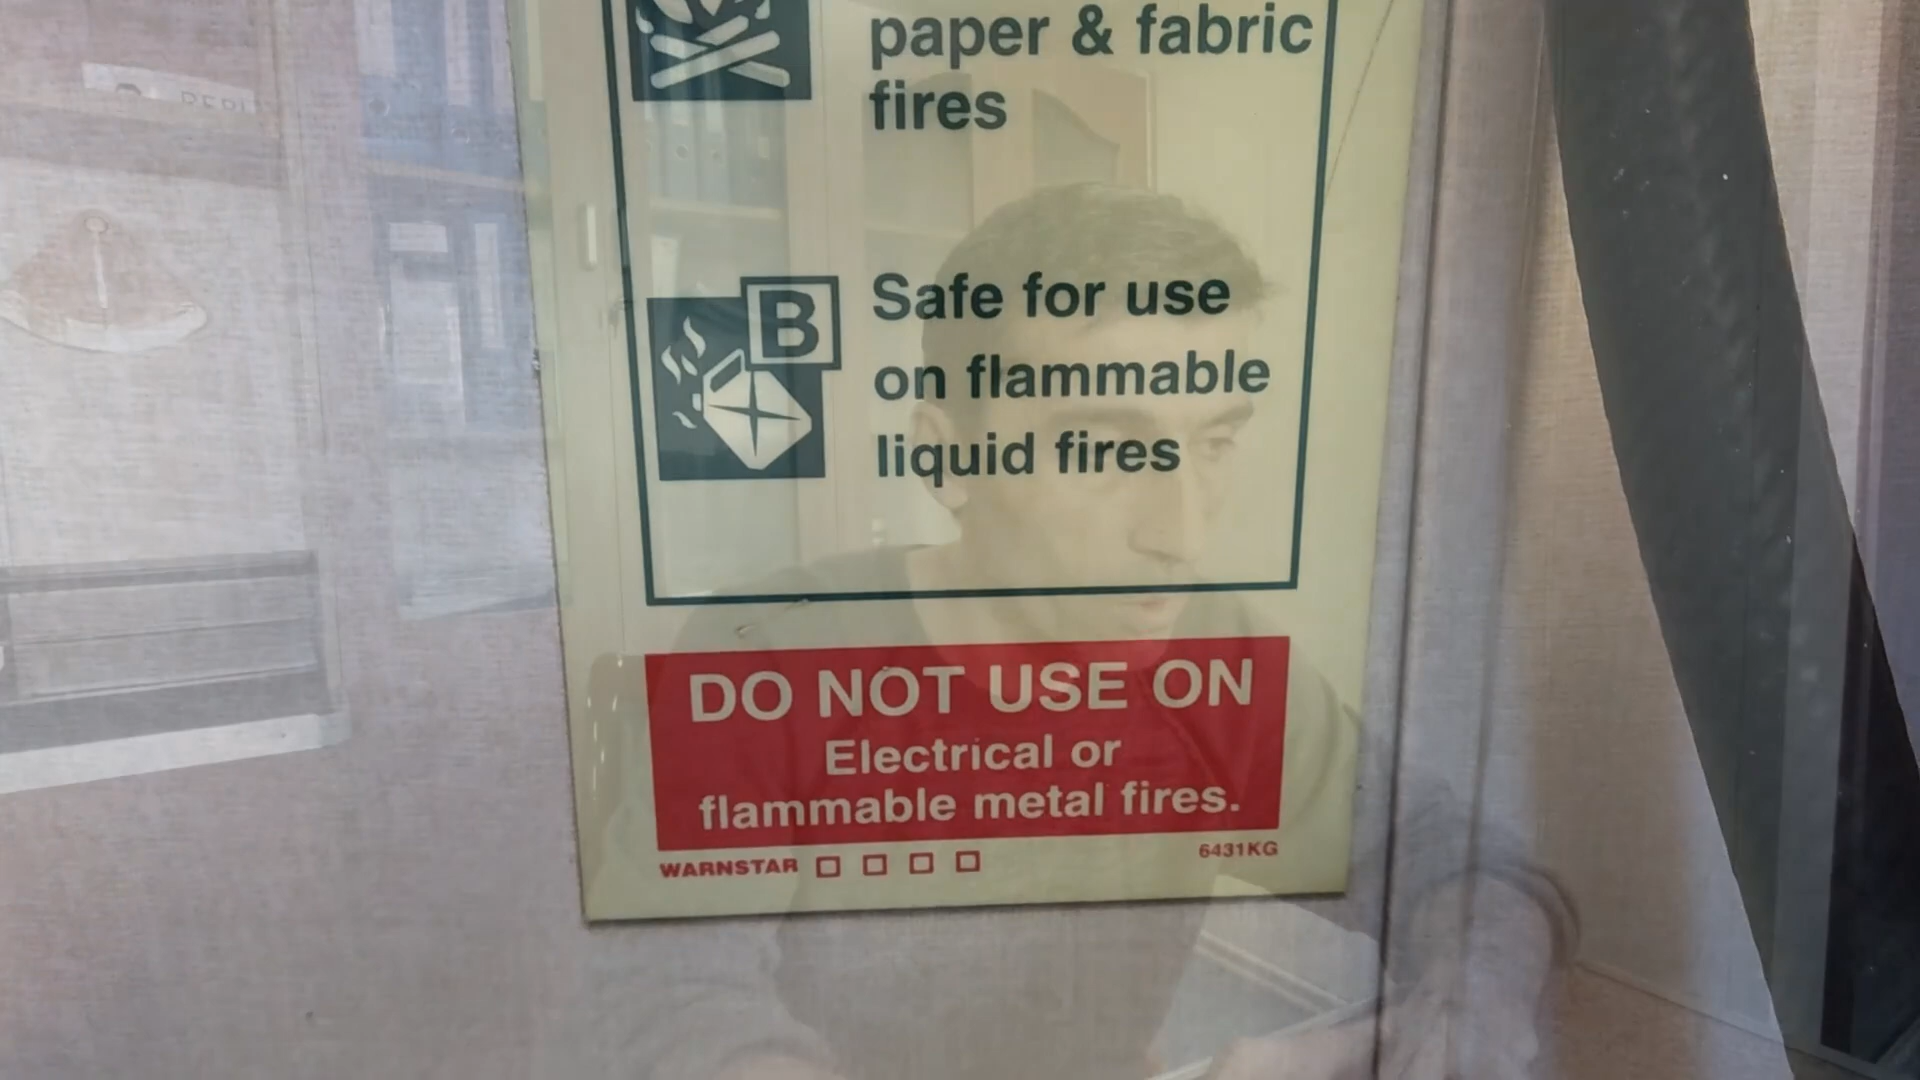 paper & fabric
fires
B
Safe for use
on flammable
liquid fires
DO NOT USE ON
Electrical or
flammable metal fires.
WARNSTAR
6431KG